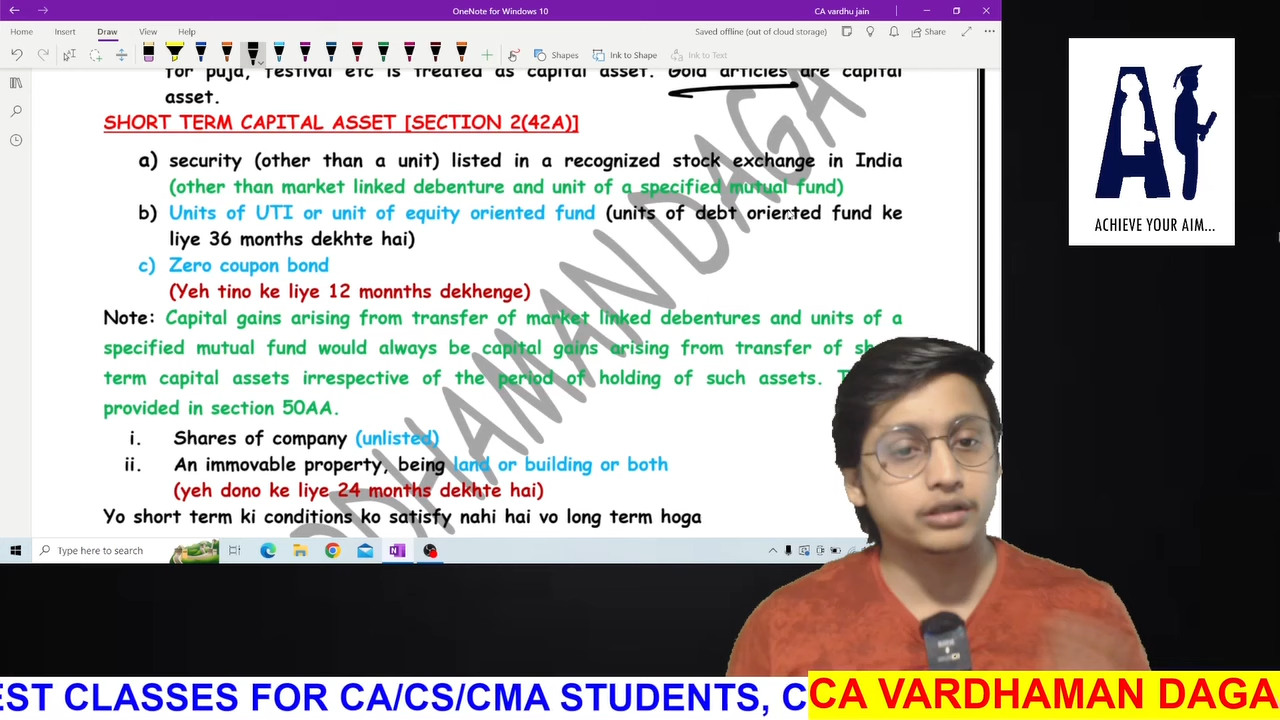 OneNote for Windows 10
CA vardhu jain
Home Insert Draw View Help
Saved offline (out of cloud storage)
Share
Shapes
Ink to Shape
Ink to Text
for puja, festival etc is treated as capital asset. Gold articles are capital
asset.
SHORT TERM CAPITAL ASSET [SECTION 2(42A)]
a) security (other than a unit) listed in a recognized stock exchange in India
(other than market linked debenture and unit of a specified mutual fund)
b) Units of UTI or unit of equity oriented fund (units of debt oriented fund ke
liye 36 months dekhte hai)
c) Zero coupon bond
(Yeh tino ke liye 12 monnths dekhenge)
Note: Capital gains arising from transfer of market linked debentures and units of a
specified mutual fund would always be capital gains arising from transfer of
term capital assets irrespective of the period of holding of such assets.
provided in section 50AA.
i. Shares of company (unlisted)
ii. An immovable property, being land or building or both
(yeh dono ke liye 24 months dekhte hai)
Yo short term ki conditions ko satisfy nahi hai vo long term hoga
DHAMAN DAGA
Type here to search
AI
ACHIEVE YOUR AIM...
EST CLASSES FOR CA/CS/CMA STUDENTS, C
CA VARDHAMAN DAGA